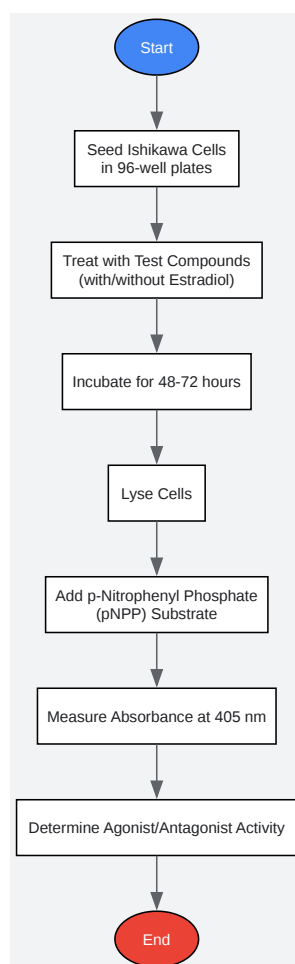 Start
Seed Ishikawa Cells
in 96-well plates
Treat with Test Compounds
(with/without Estradiol)
Incubate for 48-72 hours
Lyse Cells
Add p-Nitrophenyl Phosphate
(pNPP) Substrate
Measure Absorbance at 405 nm
Determine Agonist/Antagonist Activity
End